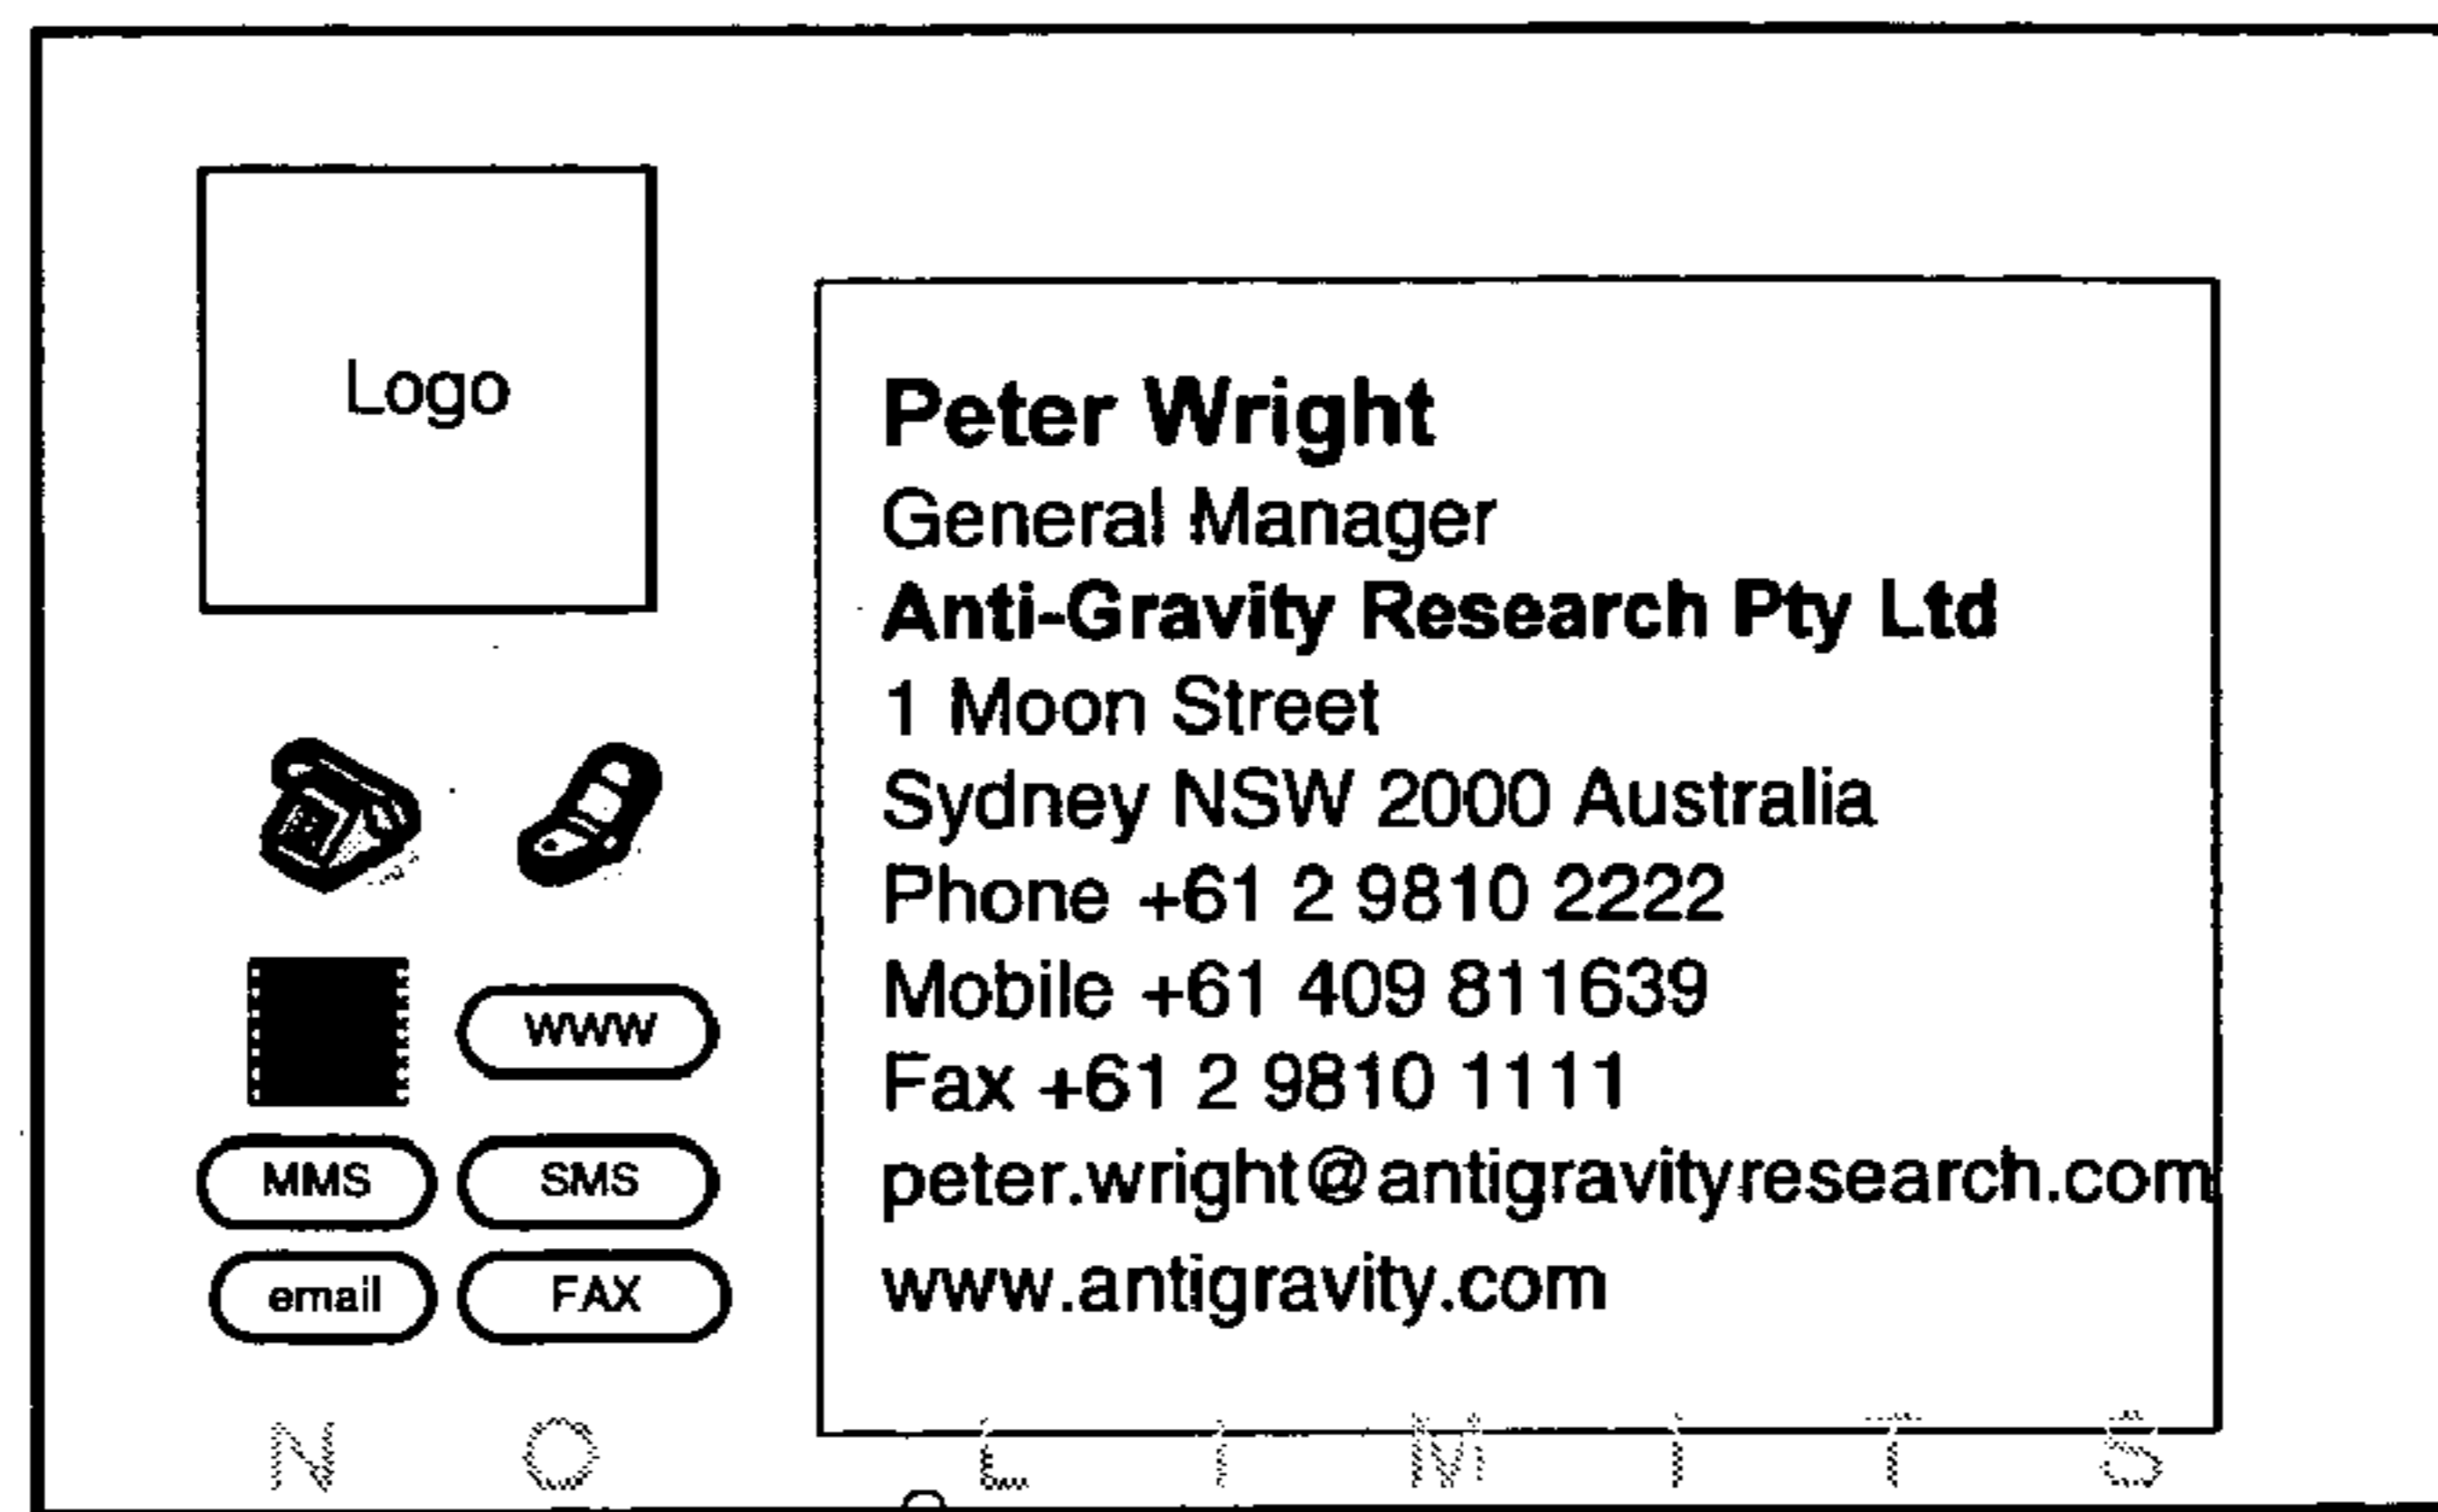 Logo
Peter Wright
General Manager
Anti-Gravity Research Pty Ltd
1 Moon Street
Sydney NSW 2000 Australia
Phone +61 2 9810 2222
Mobile +61 409 811639
Fax +61 2 9810 1111
peter.wright@antigravityresearch.com
www.antigravity.com
www
MMS SMS
email FAX
N O L I M I T S